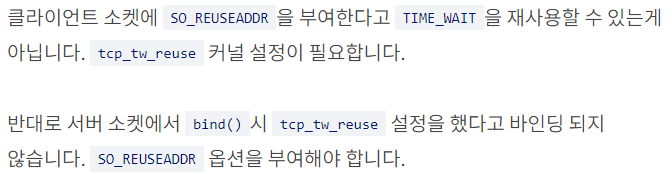 클라이언트 소켓에 SO_REUSEADDR 을 부여한다고 TIME_WAIT 을 재사용할 수 있는게
아닙니다. tcp_tw_reuse 커널 설정이 필요합니다.
반대로 서버 소켓에서 bind() 시 tcp_tw_reuse 설정을 했다고 바인딩 되지
않습니다. SO_REUSEADDR 옵션을 부여해야 합니다.